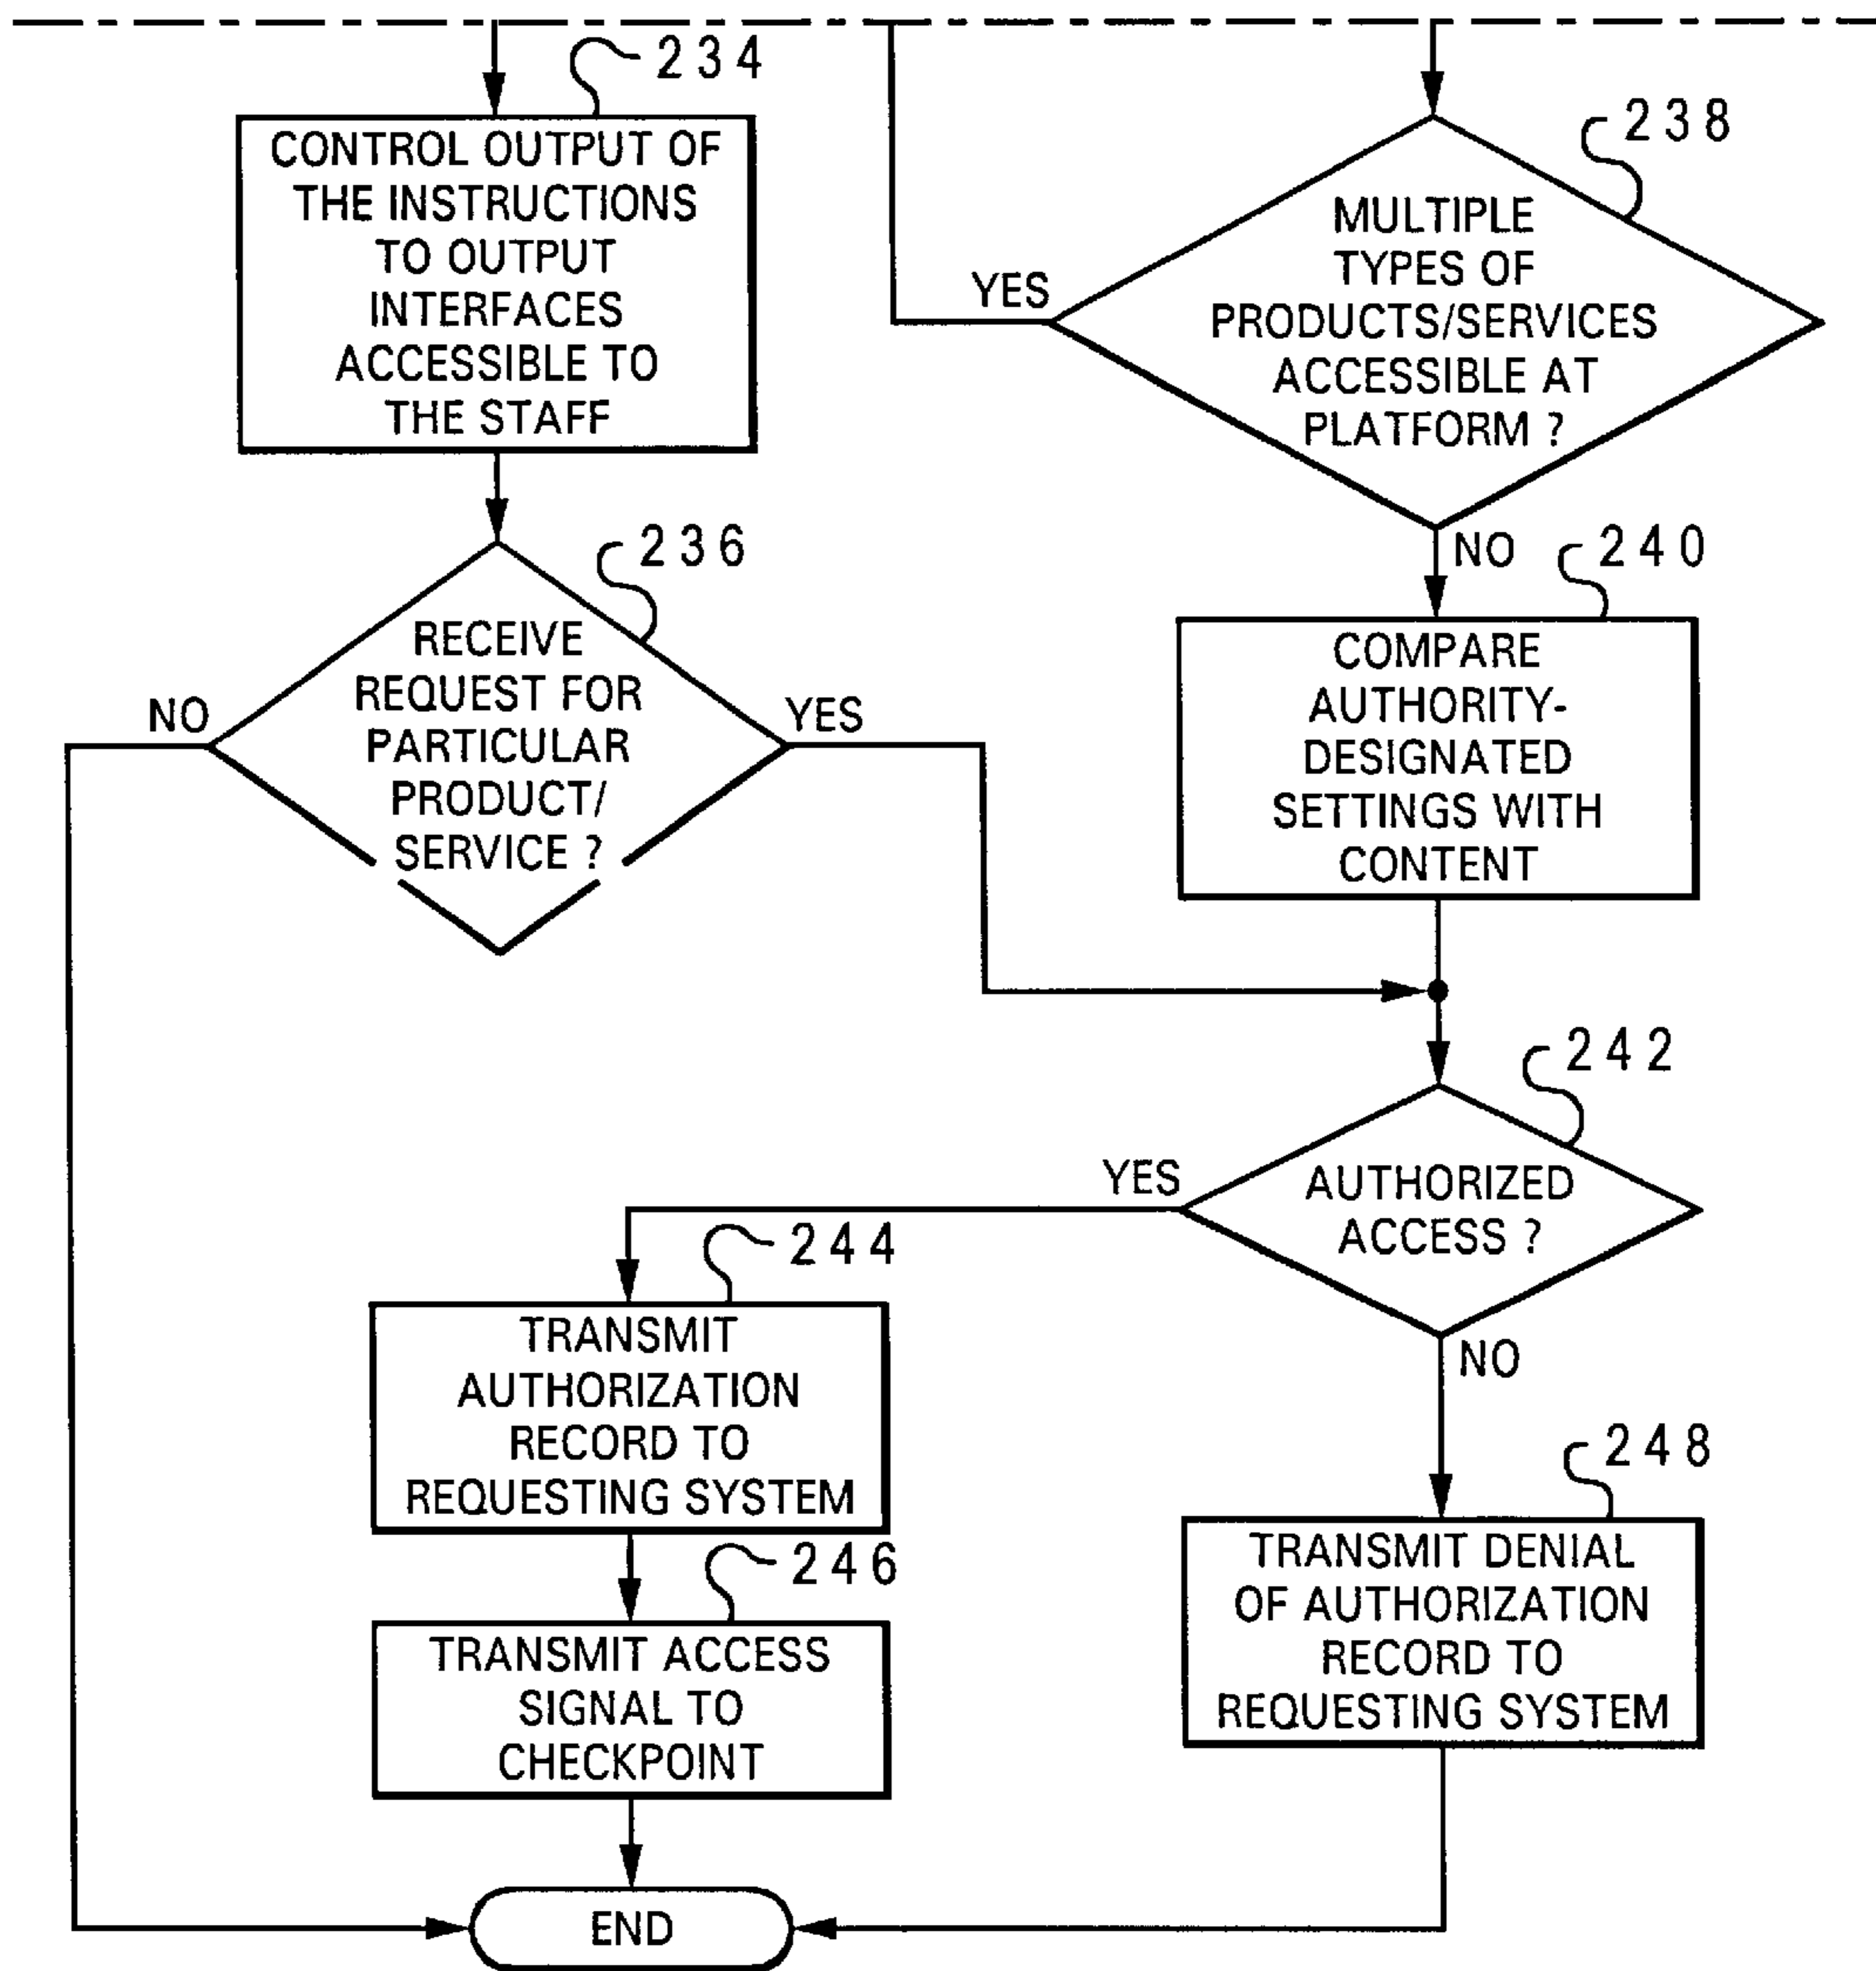 234
CONTROL OUTPUT OF
THE INSTRUCTIONS
TO OUTPUT
INTERFACES
ACCESSIBLE TO
THE STAFF
238
MULTIPLE
TYPES OF
PRODUCTS/SERVICES
ACCESSIBLE AT
PLATFORM ?
YES
NO
236
RECEIVE
REQUEST FOR
PARTICULAR
PRODUCT/
SERVICE ?
NO
YES
240
COMPARE
AUTHORITY-
DESIGNATED
SETTINGS WITH
CONTENT
242
AUTHORIZED
ACCESS ?
YES
NO
244
TRANSMIT
AUTHORIZATION
RECORD TO
REQUESTING SYSTEM
246
TRANSMIT ACCESS
SIGNAL TO
CHECKPOINT
248
TRANSMIT DENIAL
OF AUTHORIZATION
RECORD TO
REQUESTING SYSTEM
END